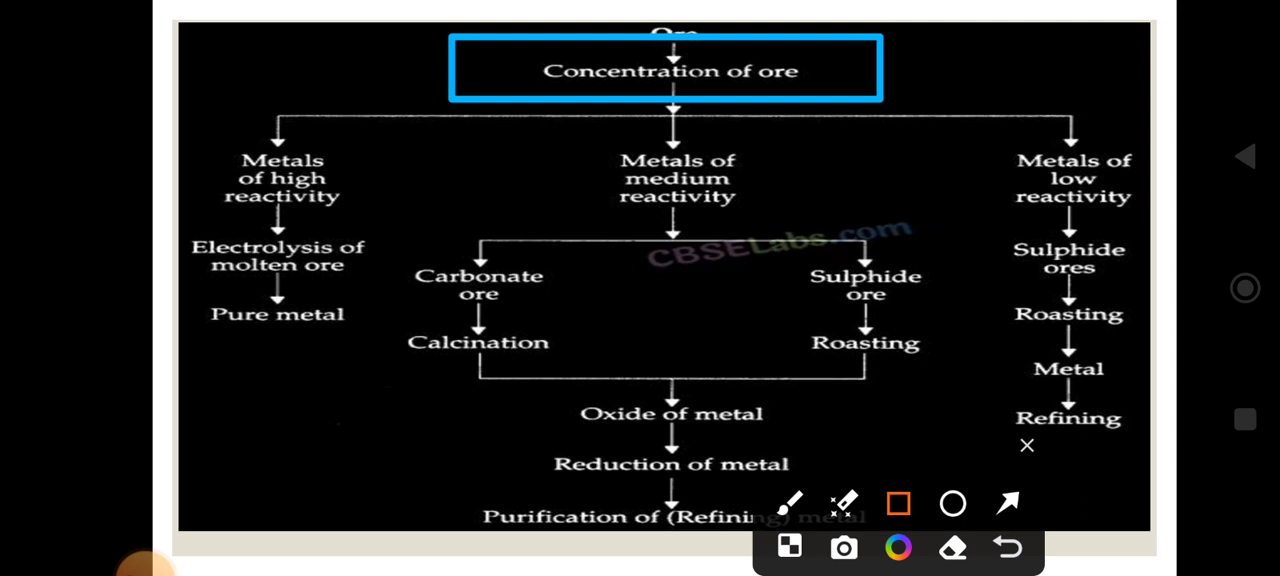 Ore
Concentration of ore
Metals
of high
reactivity
Metals of
medium
reactivity
Metals of
low
reactivity
Electrolysis of
molten ore
Pure metal
CBSELabs.com
Carbonate
ore
Calcination
Sulphide
ore
Roasting
Sulphide
ores
Roasting
Metal
Refining
Oxide of metal
Reduction of metal
Purification of (Refining) metal